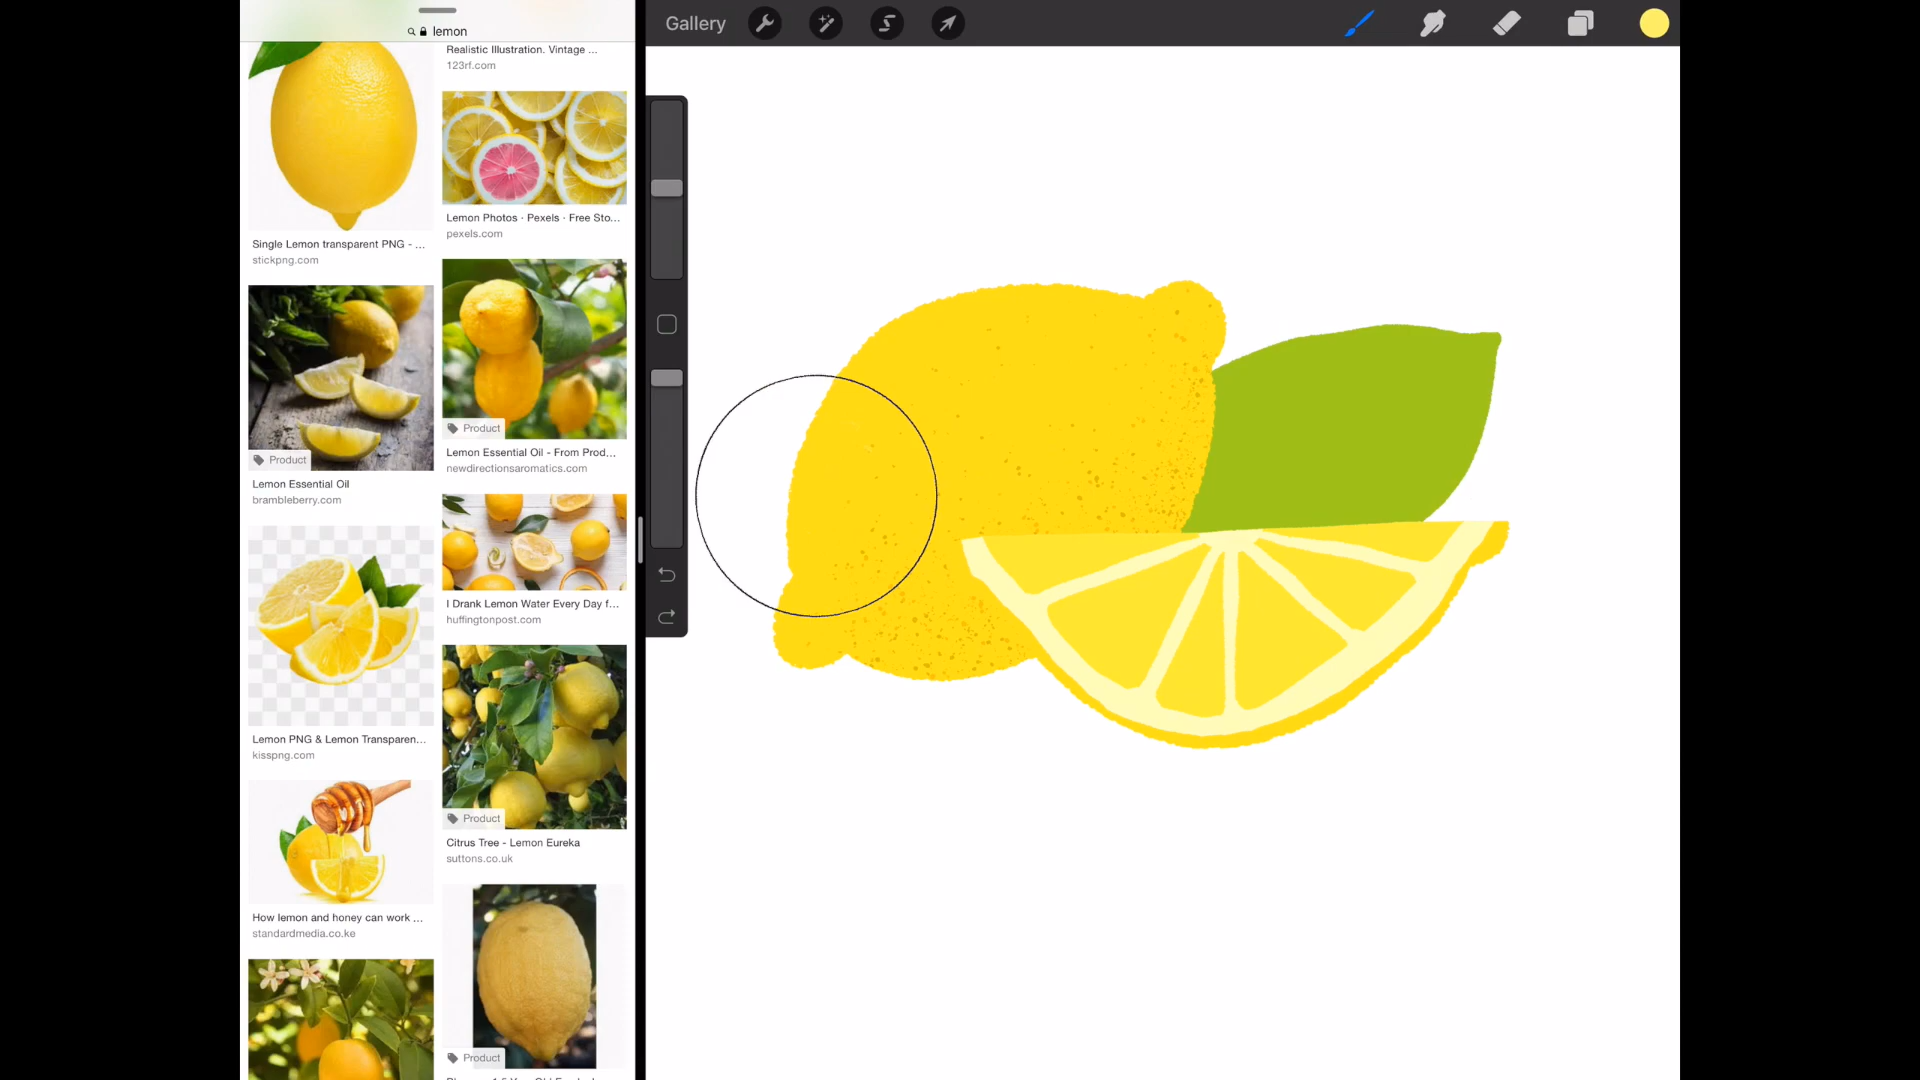 lemon
Gallery
Realistic Illustration. Vintage ...
123rf.com
Single Lemon transparent PNG - ...
stickpng.com
Lemon Photos · Pexels · Free Sto...
pexels.com
Product
Lemon Essential Oil
brambleberry.com
Product
Lemon Essential Oil - From Prod...
newdirectionsaromatics.com
I Drank Lemon Water Every Day f...
huffingtonpost.com
Lemon PNG & Lemon Transparen...
kisspng.com
Product
Citrus Tree - Lemon Eureka
suttons.co.uk
How lemon and honey can work ...
standardmedia.co.ke
Product